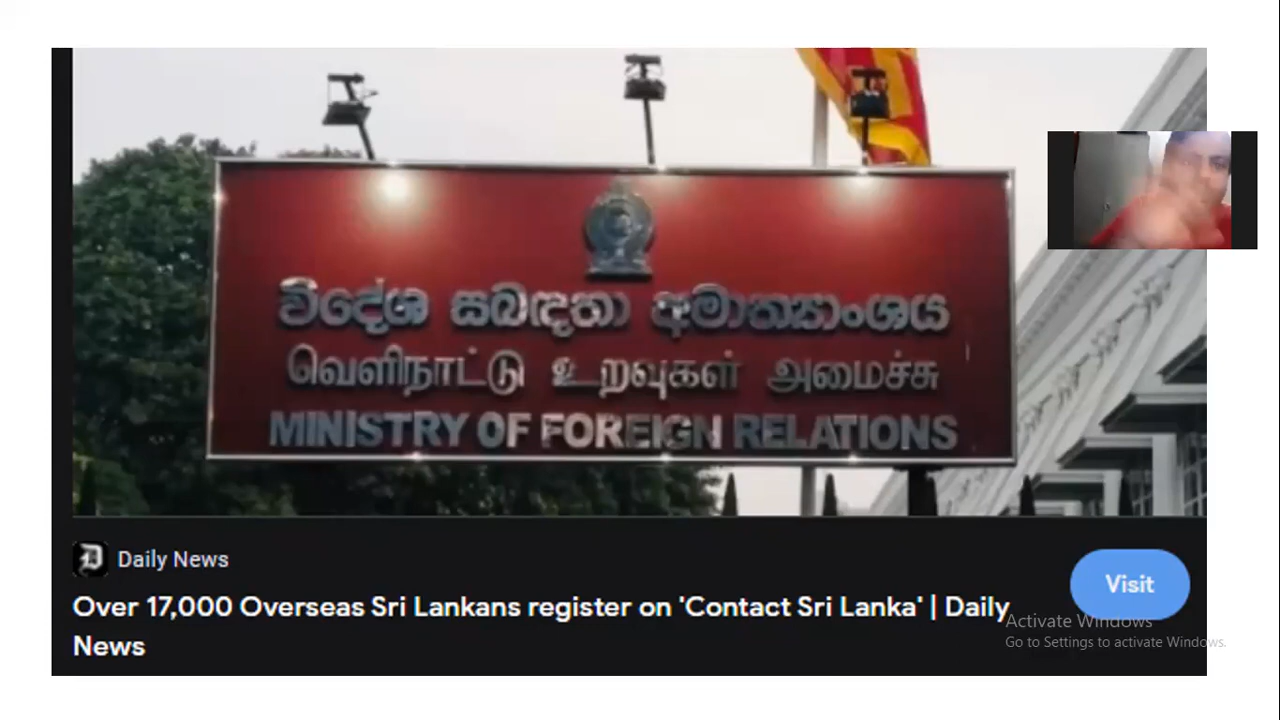 විදේශ සබඳතා අමාත්‍යාංශය
வெளிநாட்டு உறவுகள் அமைச்சு
MINISTRY OF FOREIGN RELATIONS
Daily News
Visit
Over 17,000 Overseas Sri Lankans register on 'Contact Sri Lanka' | Daily
News
Activate Windows
Go to Settings to activate Windows.